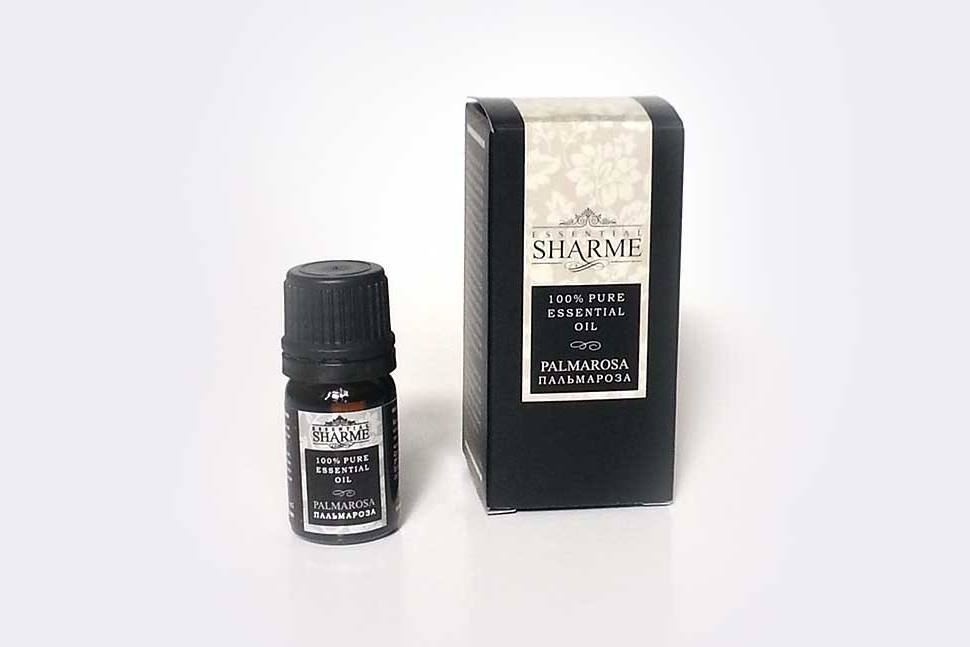 ESSENTIAL
SHARME
100% PURE
ESSENTIAL
OIL
PALMAROSA
ПАЛЬМАРОЗА
ESSENTIAL
SHARME
100% PURE
ESSENTIAL
OIL
PALMAROSA
ПАЛЬМАРОЗА